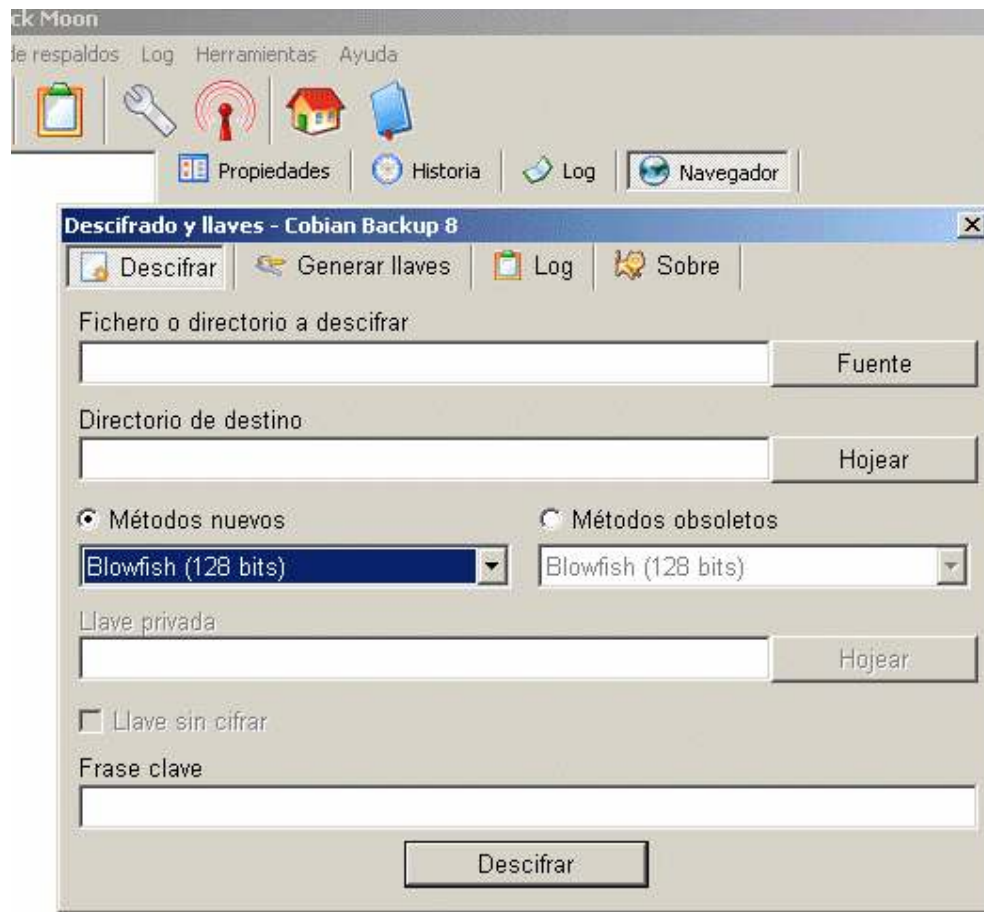 ck Moon
de respaldos Log Herramientas Ayuda
Propiedades Historia Log Navegador
Descifrado y llaves - Cobian Backup 8
Descifrar Generar llaves Log Sobre
Fichero o directorio a descifrar
Fuente
Directorio de destino
Hojear
Métodos nuevos Métodos obsoletos
Blowfish (128 bits) Blowfish (128 bits)
Llave privada
Hojear
Llave sin cifrar
Frase clave
Descifrar